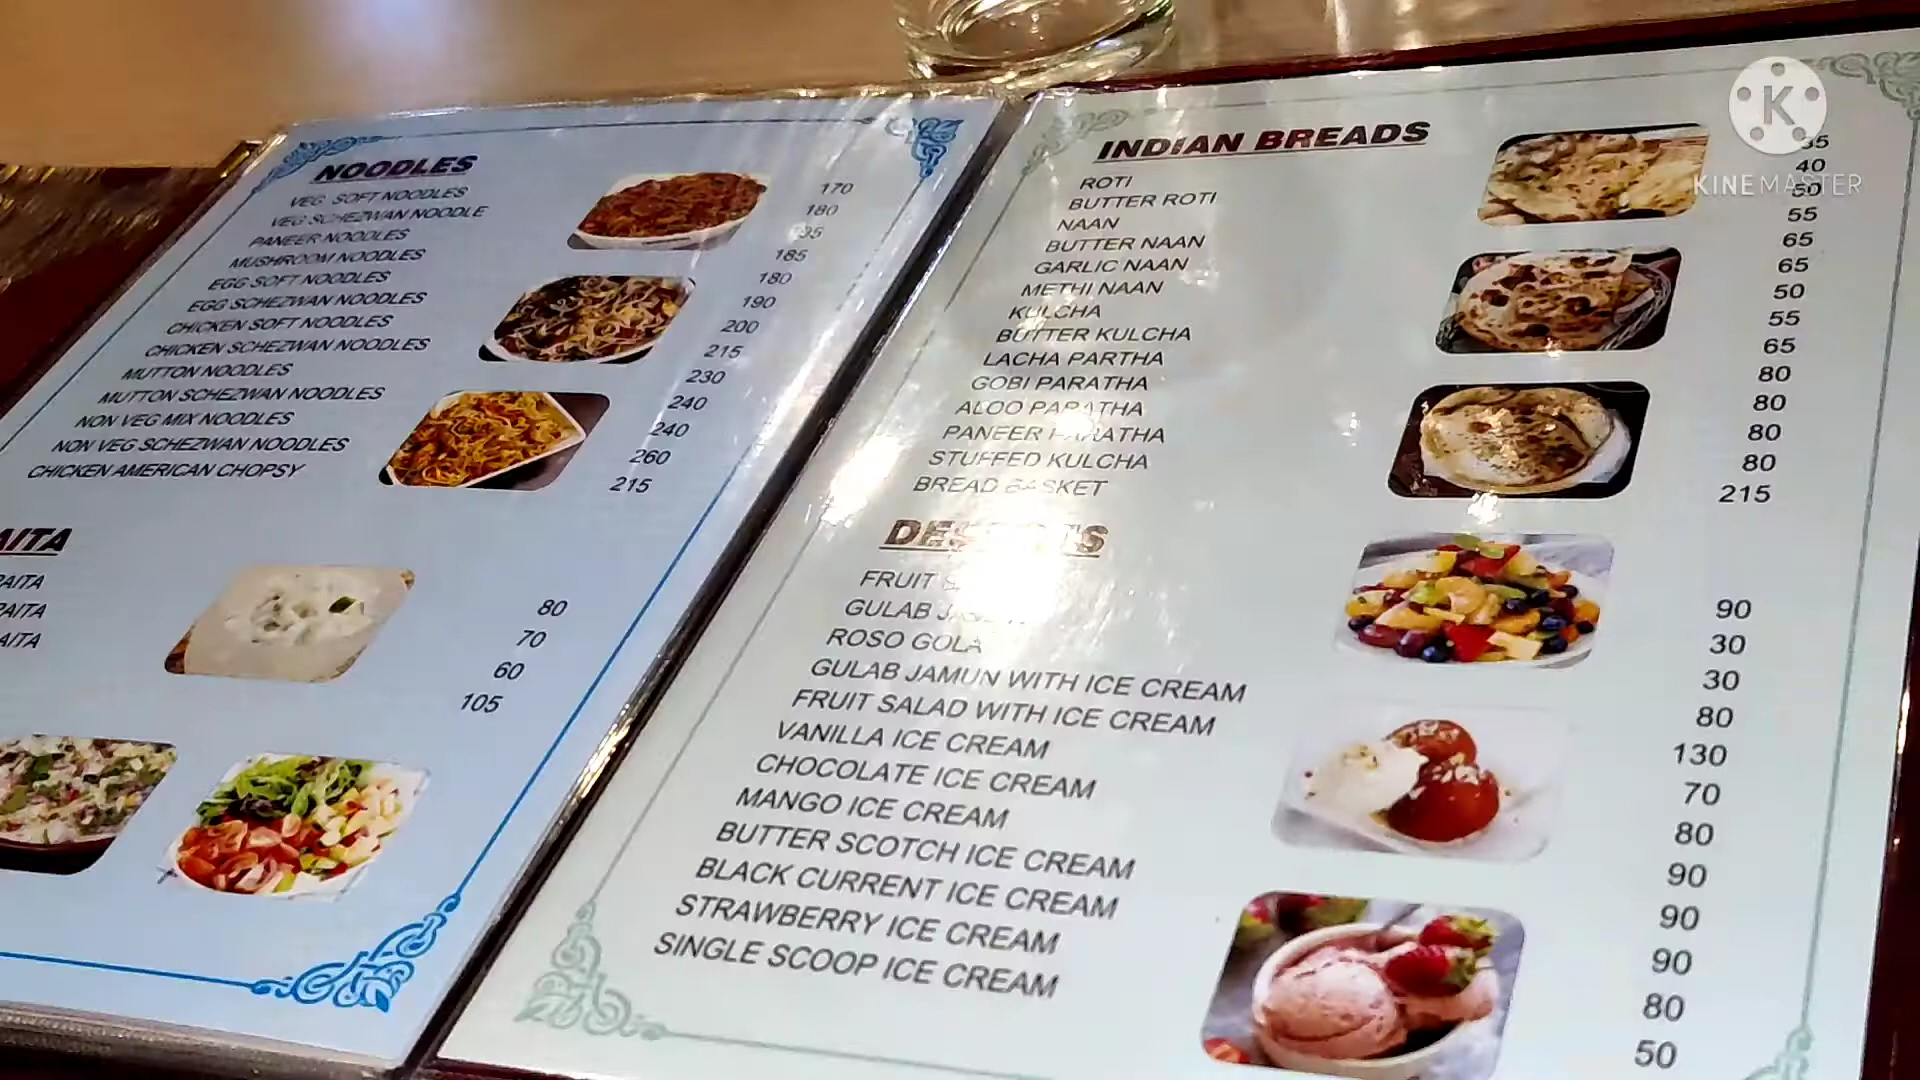 NOODLES
VEG SOFT NOODLES 170
VEG SCHEZWAN NOODLE 180
PANEER NOODLES
MUSHROOM NOODLES 185
EGG SOFT NOODLES 180
EGG SCHEZWAN NOODLES 190
CHICKEN SOFT NOODLES 200
CHICKEN SCHEZWAN NOODLES 215
MUTTON NOODLES 230
MUTTON SCHEZWAN NOODLES 240
NON VEG MIX NOODLES 240
NON VEG SCHEZWAN NOODLES 260
CHICKEN AMERICAN CHOPSY 215
80
70
60
105
INDIAN BREADS
ROTI
BUTTER ROTI 40
NAAN 50
BUTTER NAAN 55
GARLIC NAAN 65
METHI NAAN 65
KULCHA 50
BUTTER KULCHA 55
LACHA PARTHA 65
GOBI PARATHA 80
ALOO PARATHA 80
PANEER PARATHA 80
STUFFED KULCHA 80
BREAD BASKET 215
FRUIT 90
GULAB 30
ROSO GOLA 30
GULAB JAMUN WITH ICE CREAM 80
FRUIT SALAD WITH ICE CREAM 130
VANILLA ICE CREAM 70
CHOCOLATE ICE CREAM 80
MANGO ICE CREAM 90
BUTTER SCOTCH ICE CREAM 90
BLACK CURRENT ICE CREAM 90
STRAWBERRY ICE CREAM 80
SINGLE SCOOP ICE CREAM 50
K
KINEMASTER